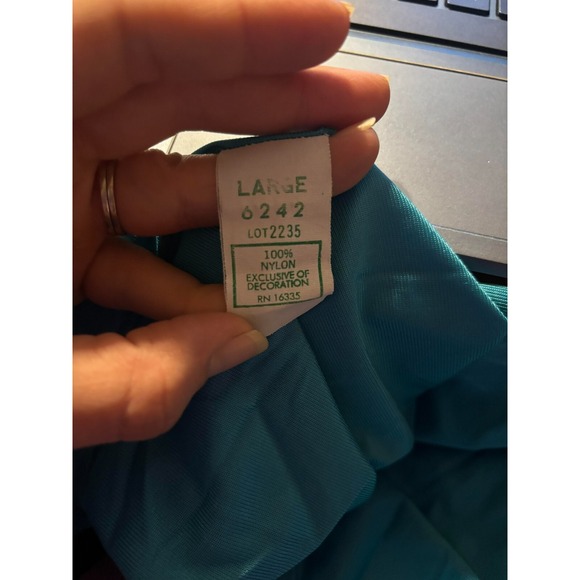 LARGE
6242
LOT2235
100%
NYLON
EXCLUSIVE OF
DECORATION
RN 16335